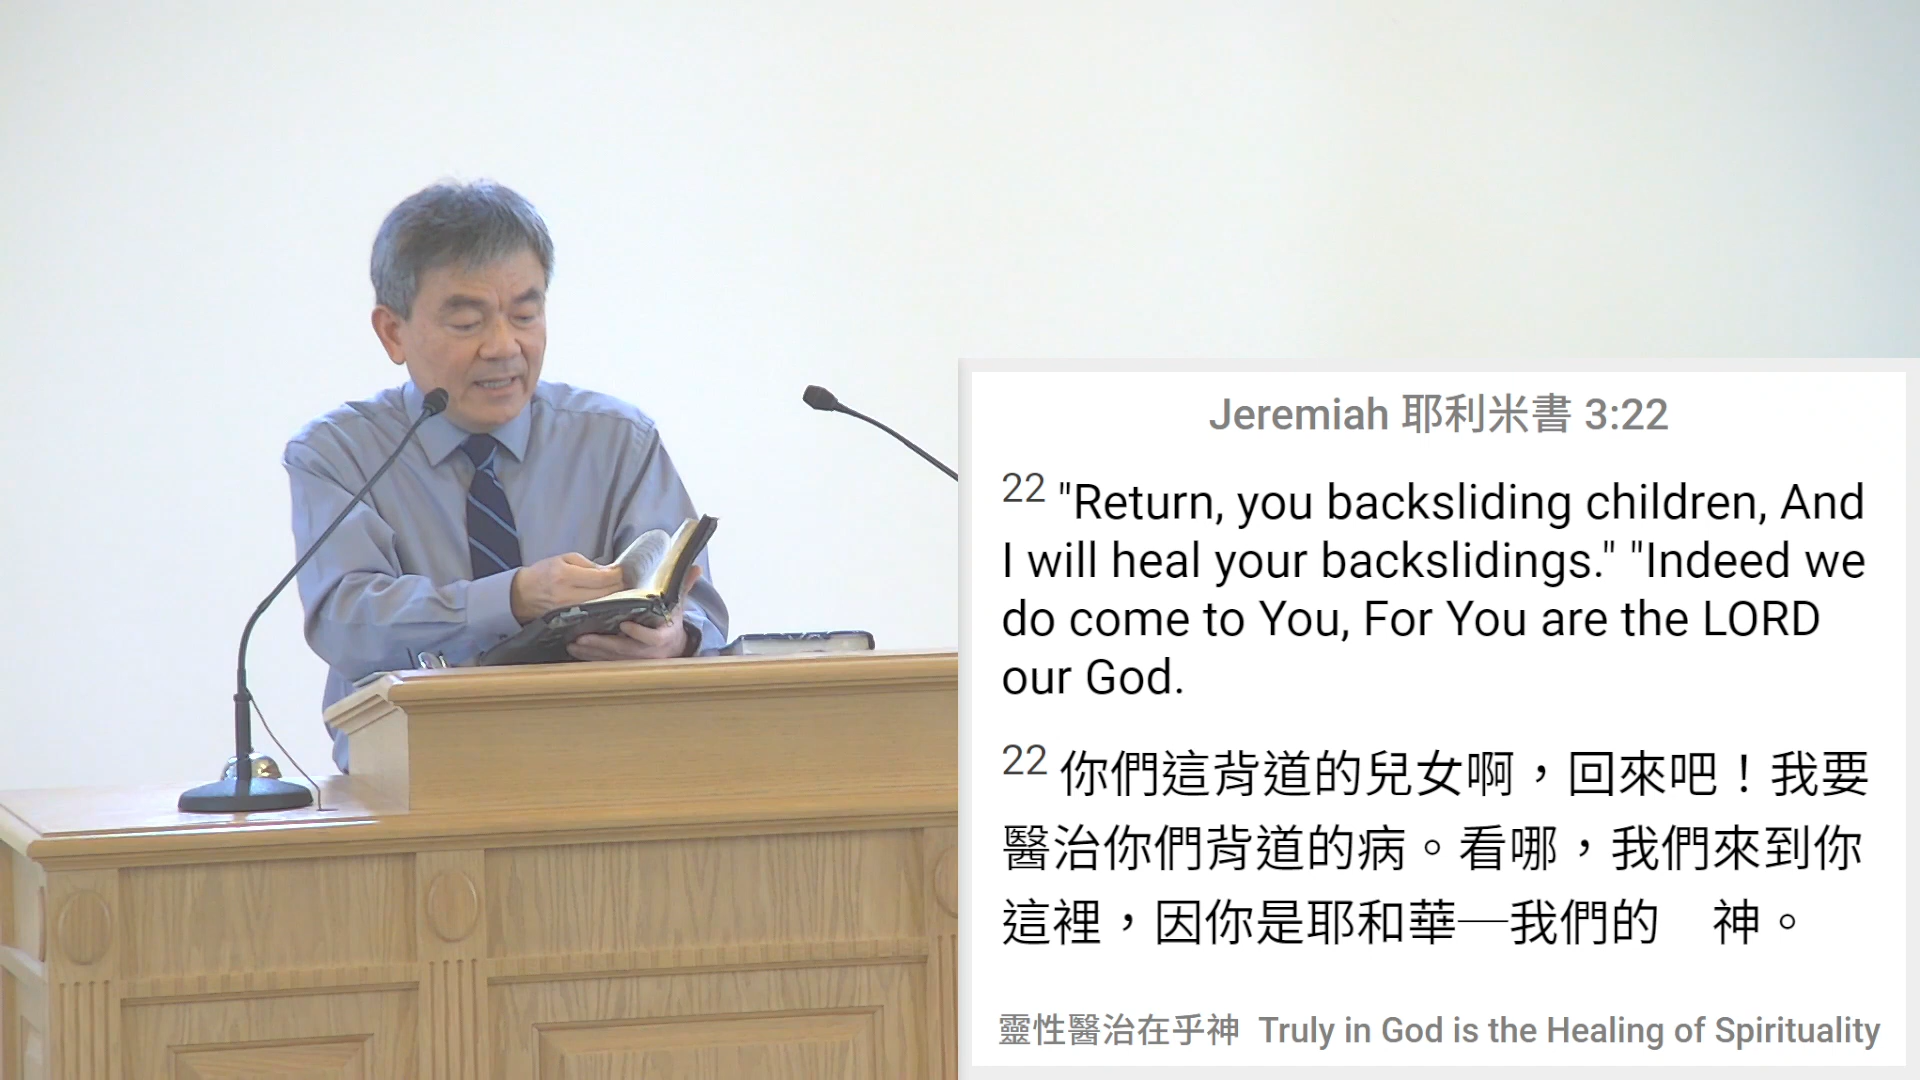 Jeremiah 耶利米書 3:22
22 "Return, you backsliding children, And
I will heal your backslidings." "Indeed we
do come to You, For You are the LORD
our God.
22 你們這背道的兒女啊，回來吧！我要
醫治你們背道的病。看哪，我們來到你
這裡，因你是耶和華─我們的　神。
靈性醫治在乎神 Truly in God is the Healing of Spirituality